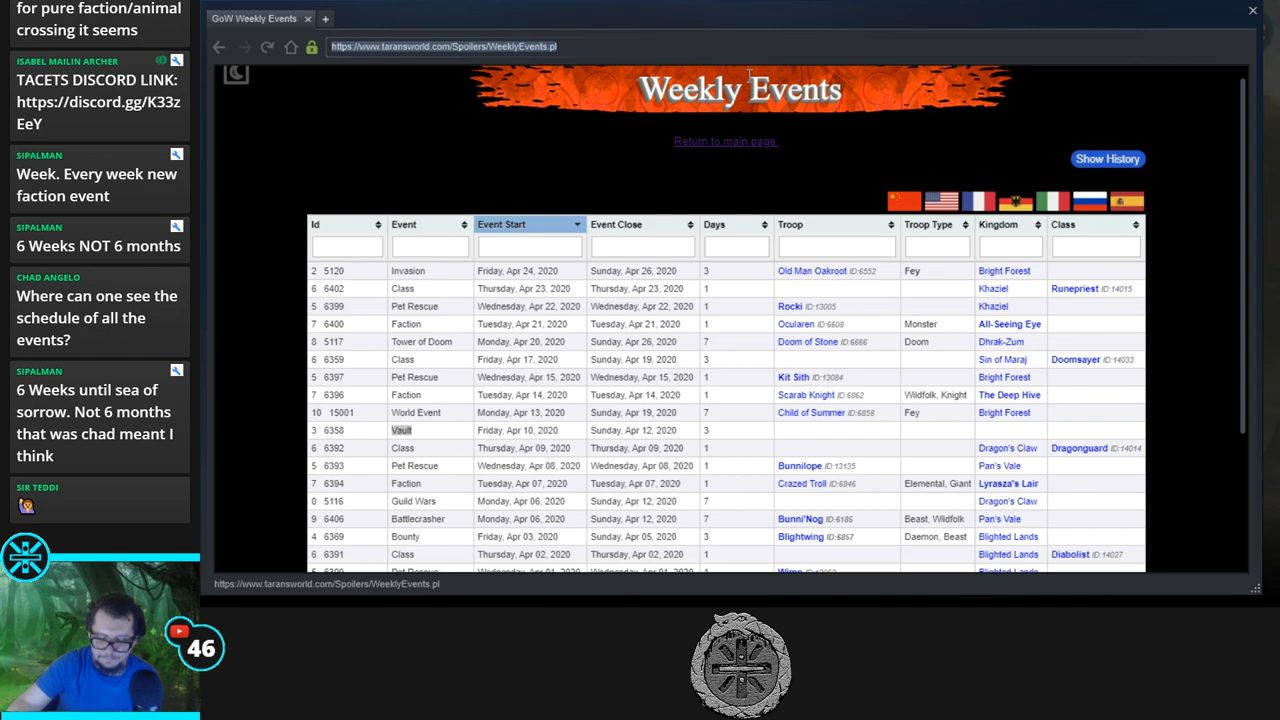 for pure faction/animal
crossing it seems
ISABEL MAILIN ARCHER
TACETS DISCORD LINK:
https://discord.gg/K33z
EeY
SIPALMAN
Week. Every week new
faction event
SIPALMAN
6 Weeks NOT 6 months
CHAD ANGELO
Where can one see the
schedule of all the
events?
SIPALMAN
6 Weeks until sea of
sorrow. Not 6 months
that was chad meant I
think
SIR TEDDI
46
GoW Weekly Events
https://www.taransworld.com/Spoilers/WeeklyEvents.pl
Weekly Events
Return to main page.
Show History
Id Event Event Start Event Close Days Troop Troop Type Kingdom Class
2 5120 Invasion Friday, Apr 24, 2020 Sunday, Apr 26, 2020 3 Old Man Oakroot ID:6552 Fey Bright Forest
6 6402 Class Thursday, Apr 23, 2020 Thursday, Apr 23, 2020 1 Khaziel Runepriest ID:14015
5 6399 Pet Rescue Wednesday, Apr 22, 2020 Wednesday, Apr 22, 2020 1 Rocki ID:13005 Khaziel
7 6400 Faction Tuesday, Apr 21, 2020 Tuesday, Apr 21, 2020 1 Ocularen ID:6608 Monster All-Seeing Eye
8 5117 Tower of Doom Monday, Apr 20, 2020 Sunday, Apr 26, 2020 7 Doom of Stone ID:6666 Doom Dhrak-Zum
6 6359 Class Friday, Apr 17, 2020 Sunday, Apr 19, 2020 3 Sin of Maraj Doomsayer ID:14033
5 6397 Pet Rescue Wednesday, Apr 15, 2020 Wednesday, Apr 15, 2020 1 Kit Sith ID:13084 Bright Forest
7 6396 Faction Tuesday, Apr 14, 2020 Tuesday, Apr 14, 2020 1 Scarab Knight ID:6862 Wildfolk, Knight The Deep Hive
10 15001 World Event Monday, Apr 13, 2020 Sunday, Apr 19, 2020 7 Child of Summer ID:6858 Fey Bright Forest
3 6358 Vault Friday, Apr 10, 2020 Sunday, Apr 12, 2020 3
6 6392 Class Thursday, Apr 09, 2020 Thursday, Apr 09, 2020 1 Dragon's Claw Dragonguard ID:14014
5 6393 Pet Rescue Wednesday, Apr 08, 2020 Wednesday, Apr 08, 2020 1 Bunnilope ID:13135 Pan's Vale
7 6394 Faction Tuesday, Apr 07, 2020 Tuesday, Apr 07, 2020 1 Crazed Troll ID:6846 Elemental, Giant Lyrasza's Lair
0 5116 Guild Wars Monday, Apr 06, 2020 Sunday, Apr 12, 2020 7 Dragon's Claw
9 6406 Battlecrasher Monday, Apr 06, 2020 Sunday, Apr 12, 2020 7 Bunni'Nog ID:6185 Beast, Wildfolk Pan's Vale
4 6369 Bounty Friday, Apr 03, 2020 Sunday, Apr 05, 2020 3 Blightwing ID:6857 Daemon, Beast Blighted Lands
6 6391 Class Thursday, Apr 02, 2020 Thursday, Apr 02, 2020 1 Blighted Lands Diabolist ID:14027
https://www.taransworld.com/Spoilers/WeeklyEvents.pl